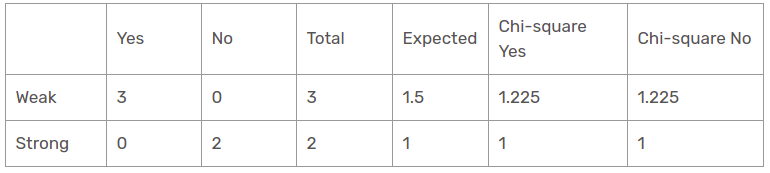 Yes No Total Expected Chi-square Yes Chi-square No
Weak 3 0 3 1.5 1.225 1.225
Strong 0 2 2 1 1 1